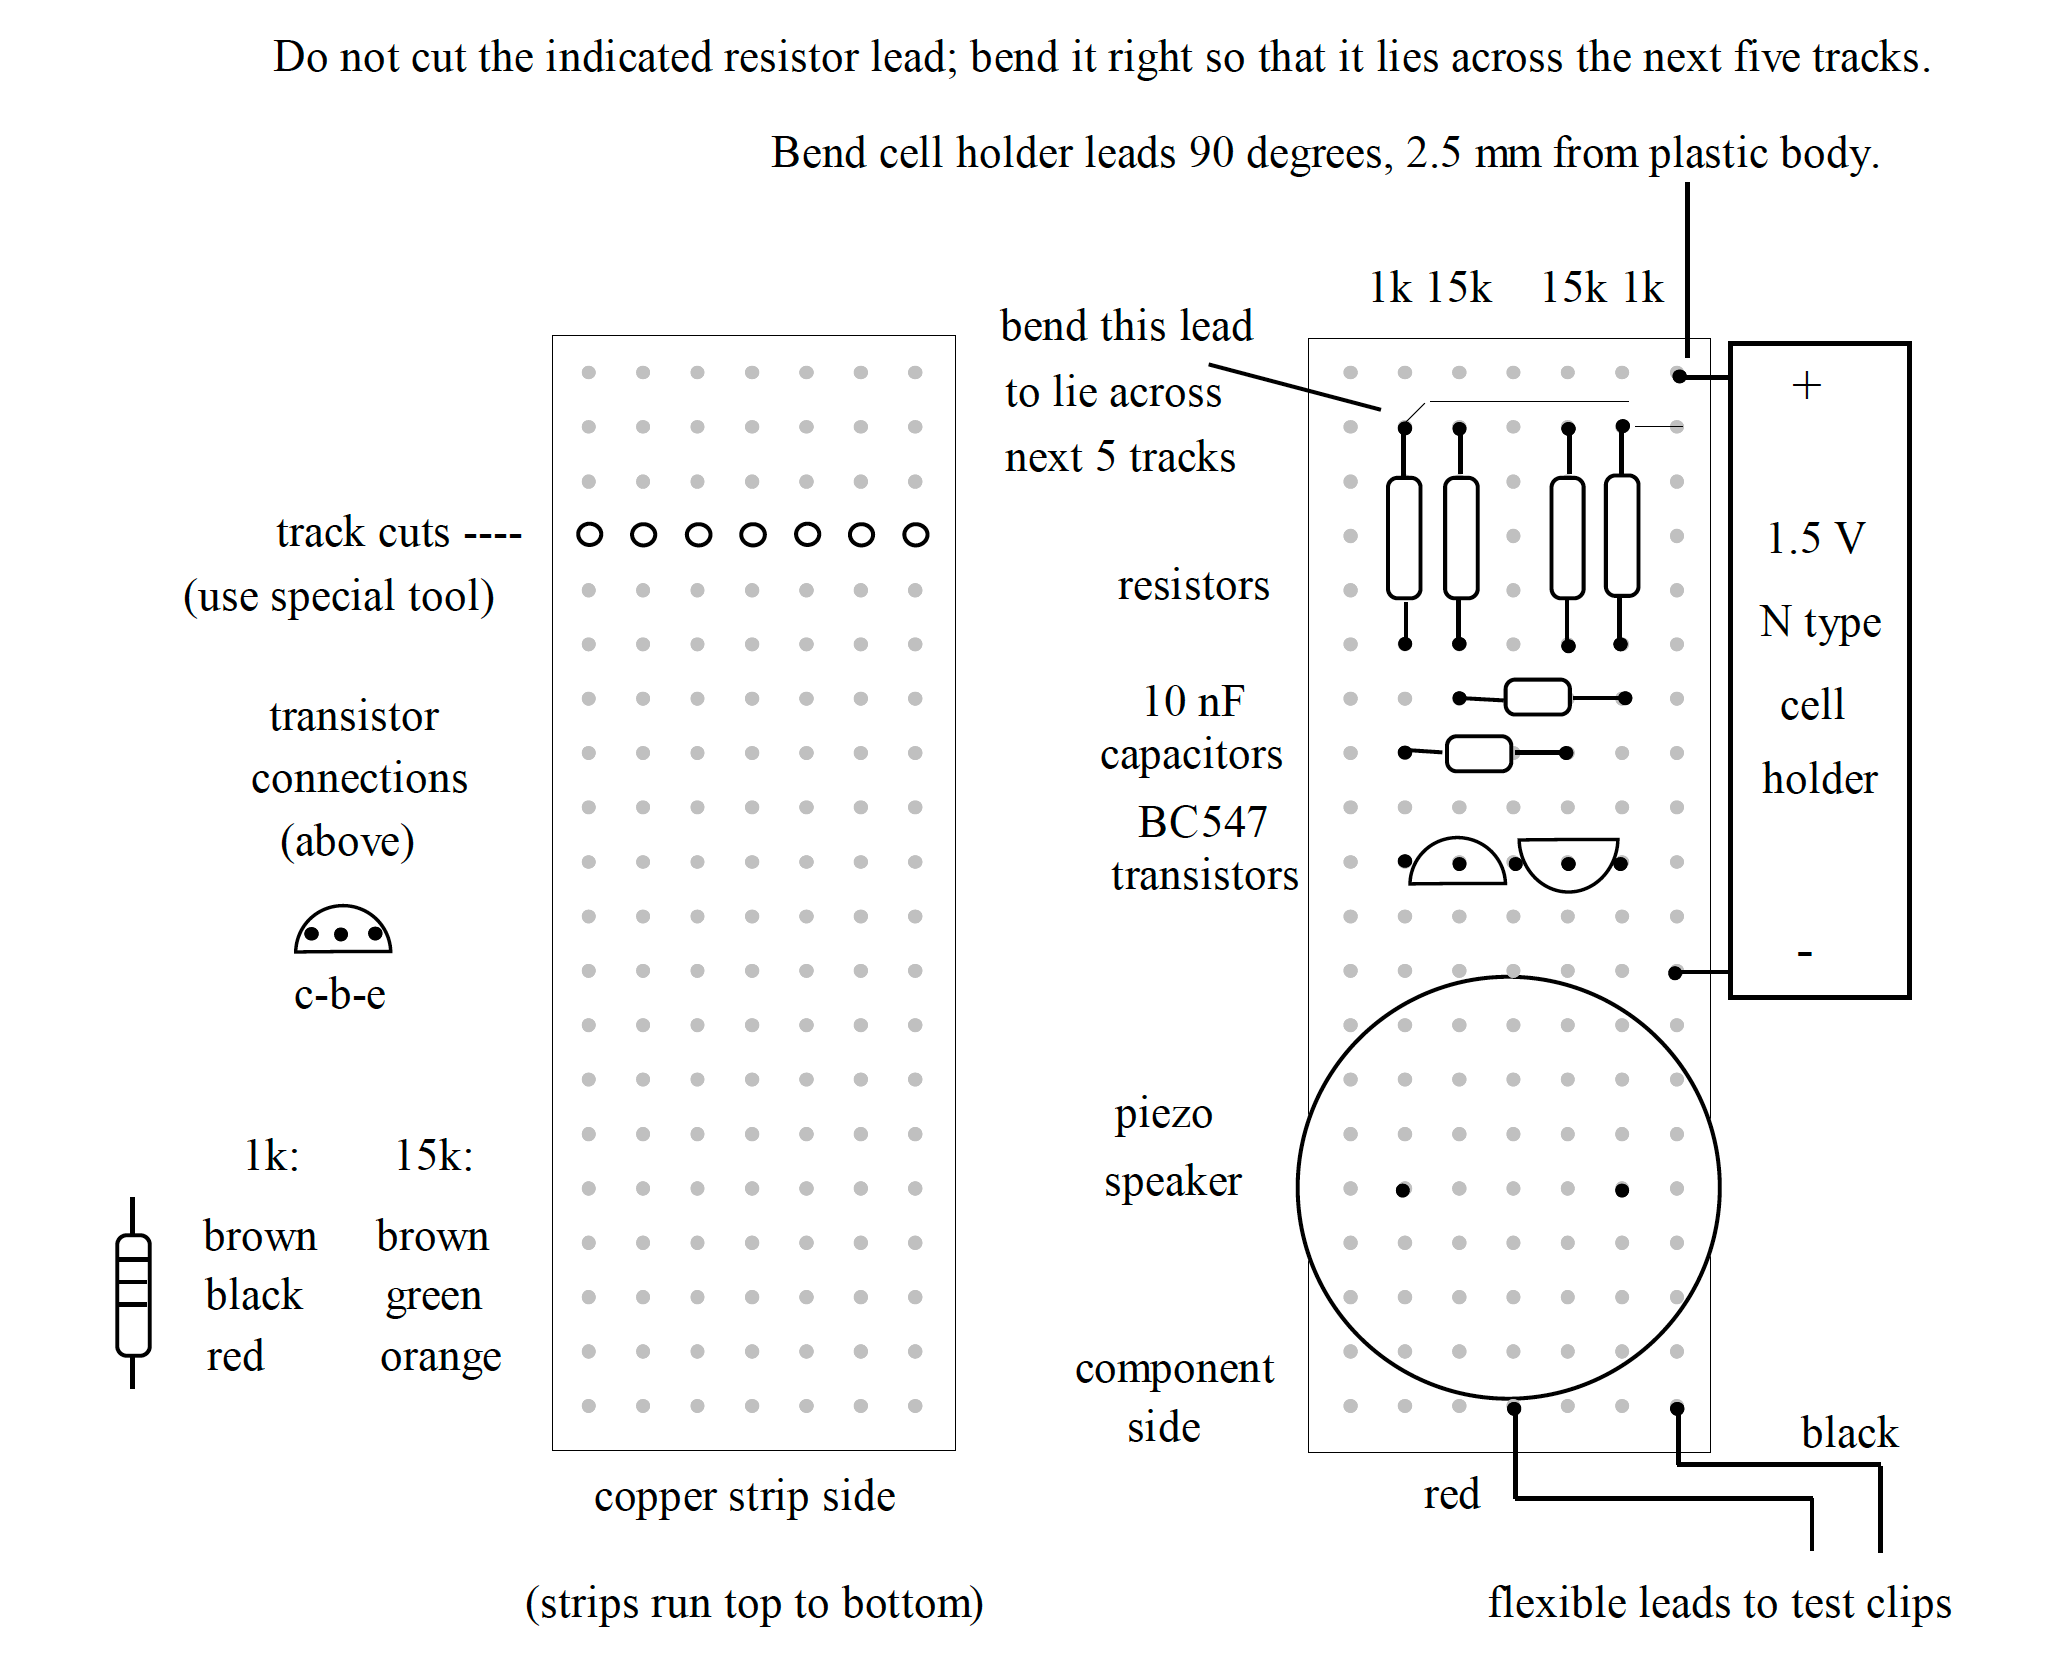 Do not cut the indicated resistor lead; bend it right so that it lies across the next five tracks.
Bend cell holder leads 90 degrees, 2.5 mm from plastic body.
1k 15k 15k 1k
bend this lead
to lie across
next 5 tracks
track cuts ----
(use special tool)
transistor
connections
(above)
c-b-e
1k: 15k:
brown brown
black green
red orange
copper strip side
(strips run top to bottom)
resistors
10 nF
capacitors
BC547
transistors
piezo
speaker
component
side
+
1.5 V
N type
cell
holder
-
black
red
flexible leads to test clips